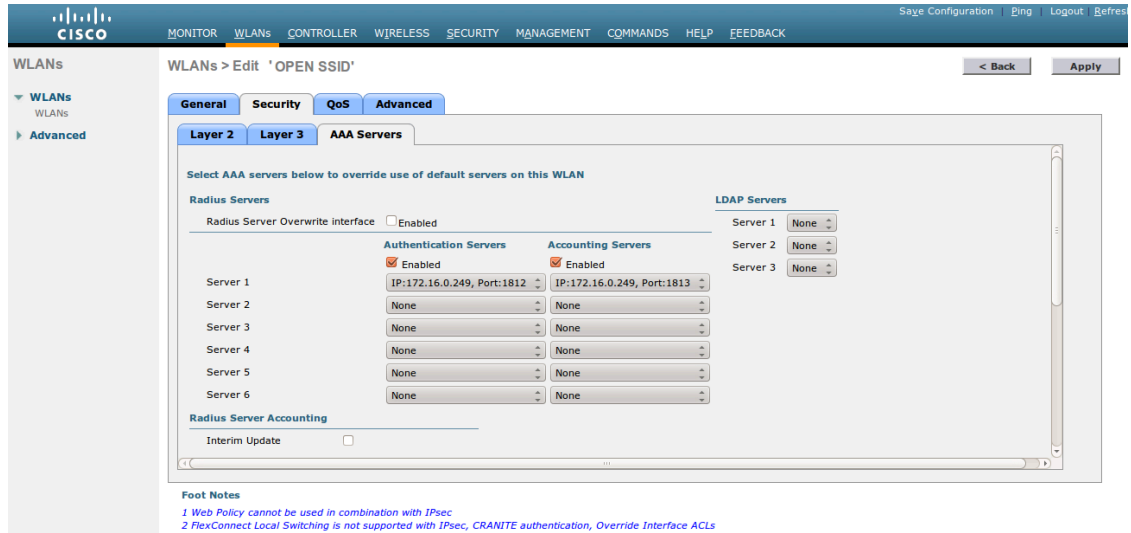 Save Configuration | Ping | Logout | Refresh
CISCO
MONITOR WLANs CONTROLLER WIRELESS SECURITY MANAGEMENT COMMANDS HELP FEEDBACK
WLANs
WLANs > Edit 'OPEN SSID'
< Back
Apply
WLANs
WLANs
Advanced
General Security QoS Advanced
Layer 2 Layer 3 AAA Servers
Select AAA servers below to override use of default servers on this WLAN
Radius Servers
LDAP Servers
Radius Server Overwrite interface Enabled
Server 1 None
Server 2 None
Server 3 None
Authentication Servers Accounting Servers
Enabled Enabled
Server 1 IP:172.16.0.249, Port:1812 IP:172.16.0.249, Port:1813
Server 2 None None
Server 3 None None
Server 4 None None
Server 5 None None
Server 6 None None
Radius Server Accounting
Interim Update
Foot Notes
1 Web Policy cannot be used in combination with IPsec
2 FlexConnect Local Switching is not supported with IPsec, CRANITE authentication, Override Interface ACLs